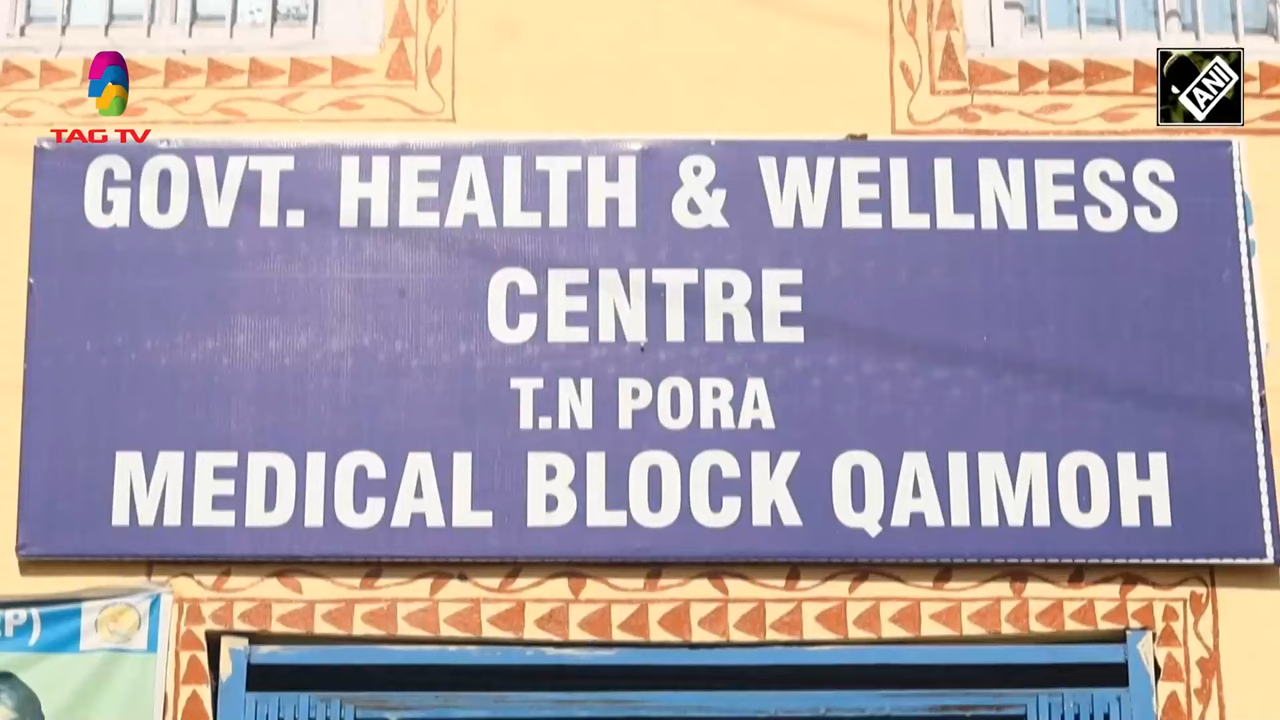 TAG TV
ANI
GOVT. HEALTH & WELLNESS
CENTRE
T.N PORA
MEDICAL BLOCK QAIMOH
P)